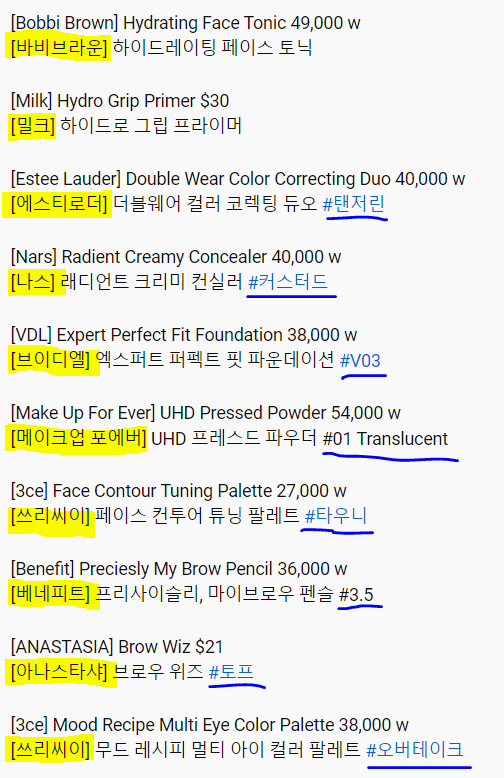 [Bobbi Brown] Hydrating Face Tonic 49,000 w
[바비브라운] 하이드레이팅 페이스 토닉
[Milk] Hydro Grip Primer $30
[밀크] 하이드로 그립 프라이머
[Estee Lauder] Double Wear Color Correcting Duo 40,000 w
[에스티로더] 더블웨어 컬러 코렉팅 듀오 #탠저린
[Nars] Radient Creamy Concealer 40,000 w
[나스] 래디언트 크리미 컨실러 #커스터드
[VDL] Expert Perfect Fit Foundation 38,000 w
[브이디엘] 엑스퍼트 퍼펙트 핏 파운데이션 #V03
[Make Up For Ever] UHD Pressed Powder 54,000 w
[메이크업 포에버] UHD 프레스드 파우더 #01 Translucent
[3ce] Face Contour Tuning Palette 27,000 w
[쓰리씨이] 페이스 컨투어 튜닝 팔레트 #타우니
[Benefit] Preciesly My Brow Pencil 36,000 w
[베네피트] 프리사이슬리, 마이브로우 펜슬 #3.5
[ANASTASIA] Brow Wiz $21
[아나스타샤] 브로우 위즈 #토프
[3ce] Mood Recipe Multi Eye Color Palette 38,000 w
[쓰리씨이] 무드 레시피 멀티 아이 컬러 팔레트 #오버테이크